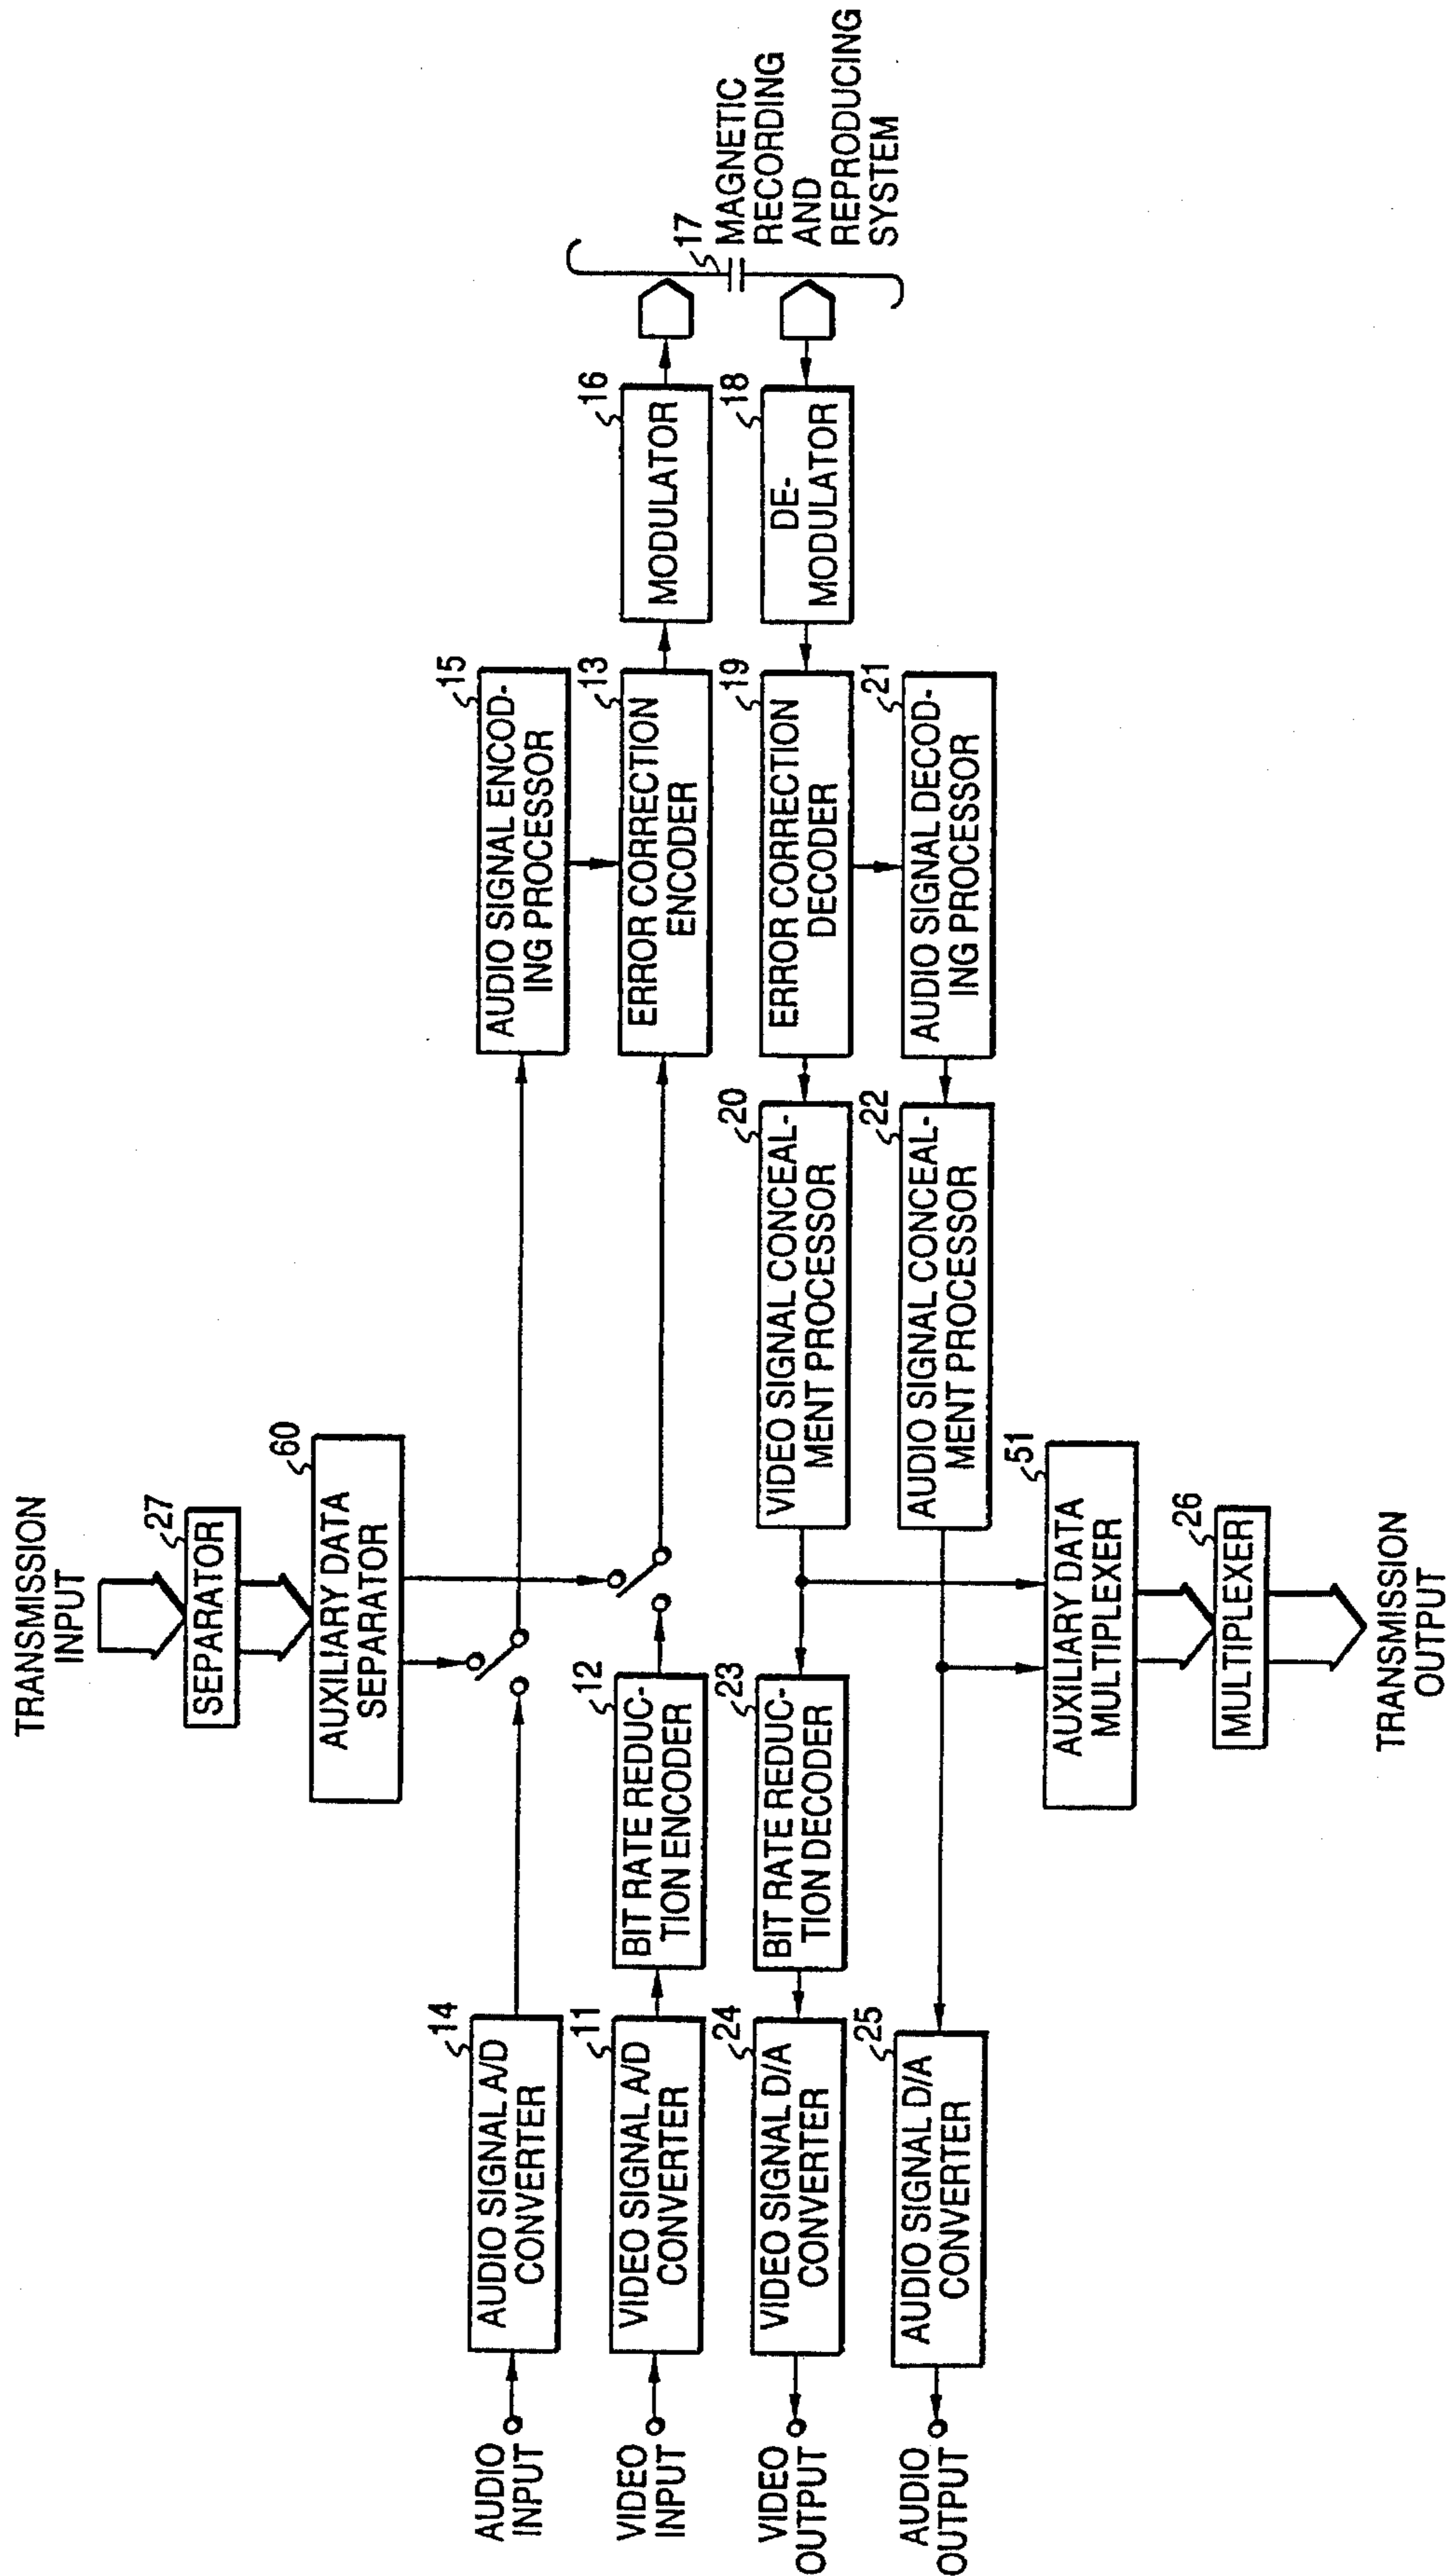 TRANSMISSION
INPUT
27
SEPARATOR
60
AUXILIARY DATA
SEPARATOR
AUDIO
INPUT
14
AUDIO SIGNAL A/D
CONVERTER
15
AUDIO SIGNAL ENCOD-
ING PROCESSOR
VIDEO
INPUT
11
VIDEO SIGNAL A/D
CONVERTER
12
BIT RATE REDUC-
TION ENCODER
13
ERROR CORRECTION
ENCODER
16
MODULATOR
17
MAGNETIC
RECORDING
AND
REPRODUCING
SYSTEM
VIDEO
OUTPUT
24
VIDEO SIGNAL D/A
CONVERTER
23
BIT RATE REDUC-
TION DECODER
20
VIDEO SIGNAL CONCEAL-
MENT PROCESSOR
19
ERROR CORRECTION
DECODER
18
DE-
MODULATOR
AUDIO
OUTPUT
25
AUDIO SIGNAL D/A
CONVERTER
22
AUDIO SIGNAL CONCEAL-
MENT PROCESSOR
21
AUDIO SIGNAL DECOD-
ING PROCESSOR
51
AUXILIARY DATA
MULTIPLEXER
26
MULTIPLEXER
TRANSMISSION
OUTPUT